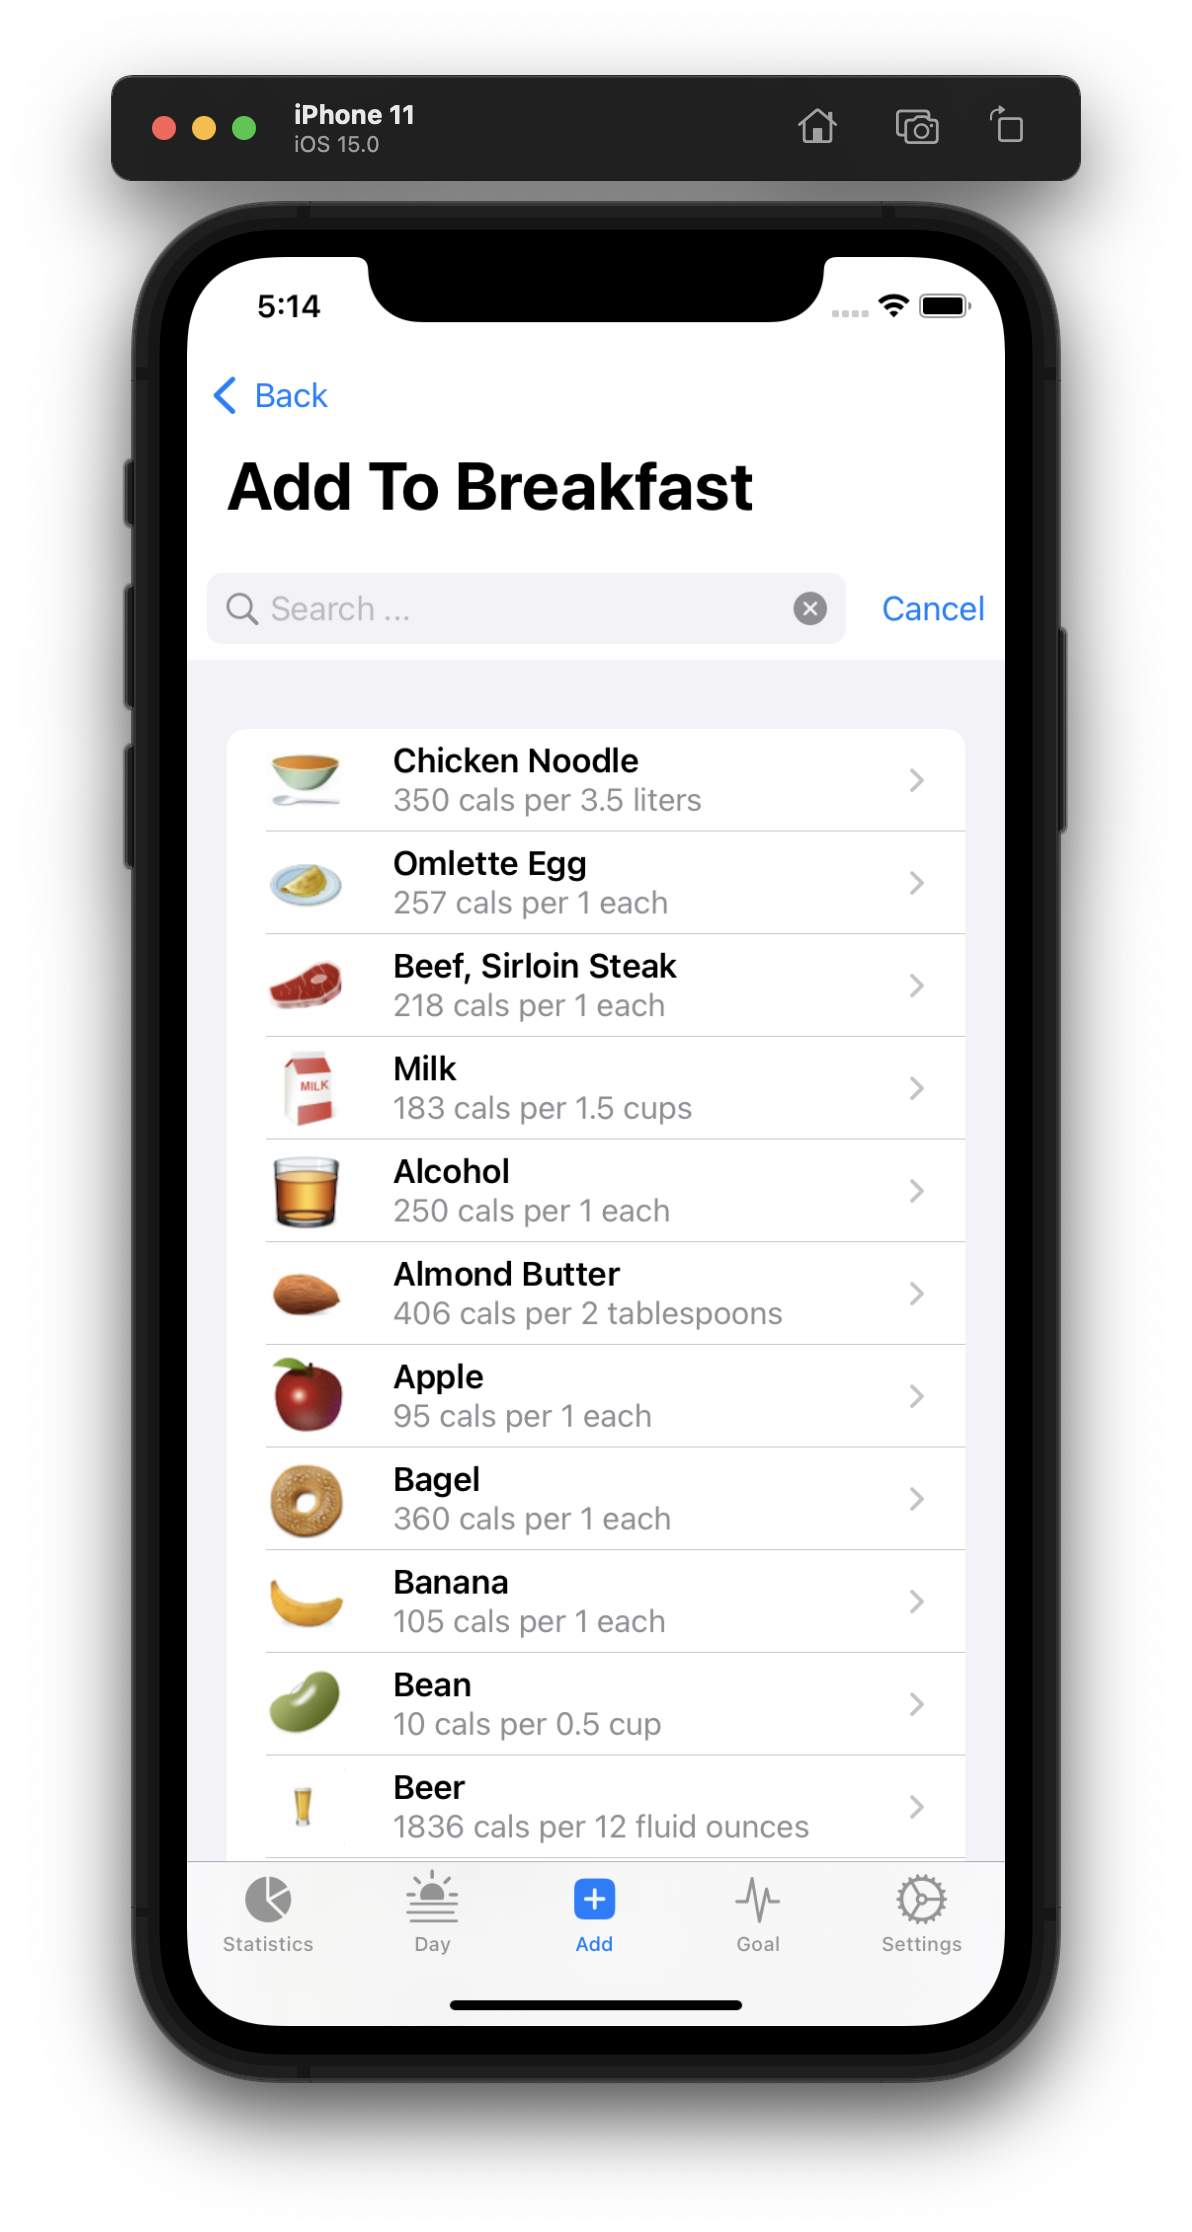 iPhone 11
iOS 15.0
5:14
Back
Add To Breakfast
Search ...
Cancel
Chicken Noodle
350 cals per 3.5 liters
Omlette Egg
257 cals per 1 each
Beef, Sirloin Steak
218 cals per 1 each
MILK
Milk
183 cals per 1.5 cups
Alcohol
250 cals per 1 each
Almond Butter
406 cals per 2 tablespoons
Apple
95 cals per 1 each
Bagel
360 cals per 1 each
Banana
105 cals per 1 each
Bean
10 cals per 0.5 cup
Beer
1836 cals per 12 fluid ounces
Statistics
Day
Add
Goal
Settings